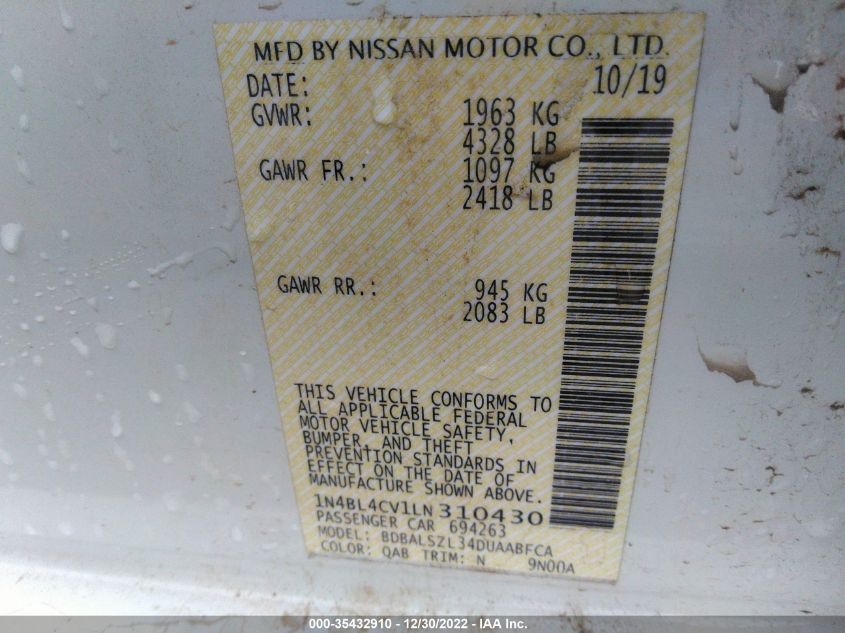 MFD BY NISSAN MOTOR CO., LTD.
DATE: 10/19
GVWR: 1963 KG
4328 LB
GAWR FR.: 1097 KG
2418 LB
GAWR RR.: 945 KG
2083 LB
THIS VEHICLE CONFORMS TO
ALL APPLICABLE FEDERAL
MOTOR VEHICLE SAFETY,
BUMPER, AND THEFT
PREVENTION STANDARDS IN
EFFECT ON THE DATE OF
MANUFACTURE SHOWN ABOVE.
1N4BL4CV1LN310430
PASSENGER CAR 694263
MODEL: BDBALSZL34DUAABFCA
COLOR: QAB TRIM: N 9N00A
000-35432910 - 12/30/2022 - IAA Inc.